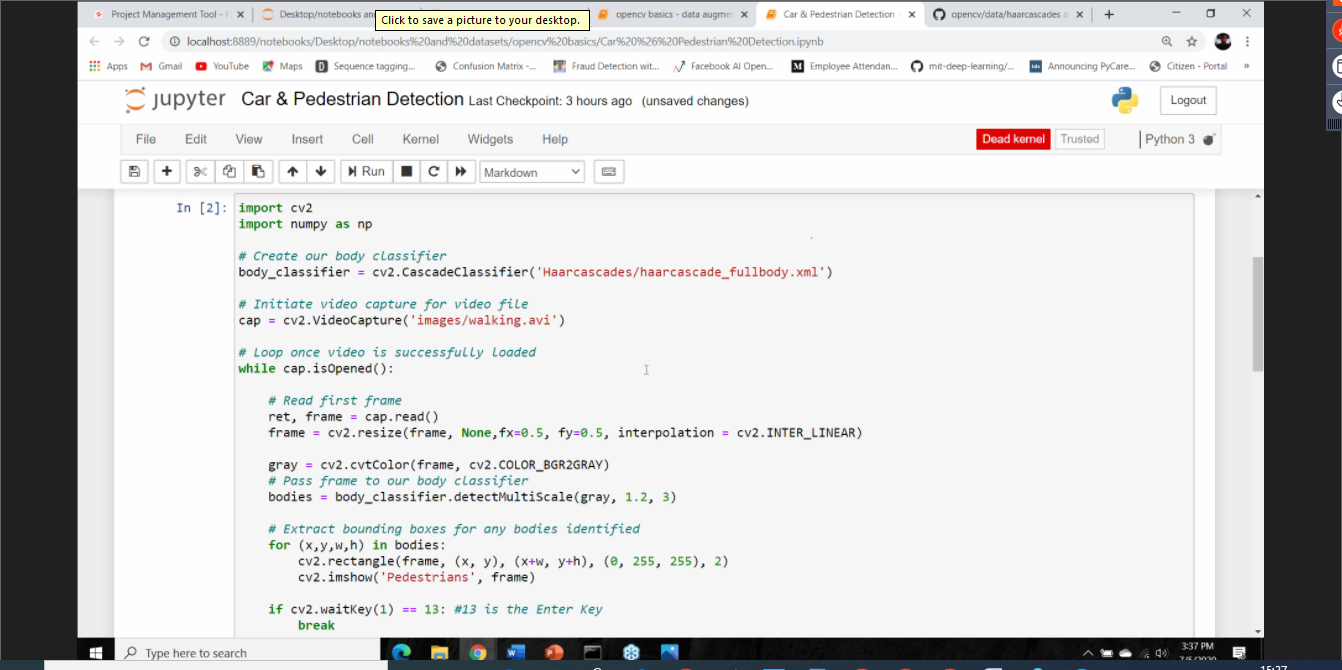 Project Management Tool - i
Desktop/notebooks an
Click to save a picture to your desktop.
opencv basics - data augme
Car & Pedestrian Detection
opencv/data/haarcascades a
localhost:8889/notebooks/Desktop/notebooks%20and%20datasets/opencv%20basics/Car%20%26%20Pedestrian%20Detection.ipynb
Apps
Gmail
YouTube
Maps
Sequence tagging...
Confusion Matrix -...
Fraud Detection wit...
Facebook AI Open...
Employee Attendan...
mit-deep-learning/...
Announcing PyCare...
Citizen - Portal
»
jupyter Car & Pedestrian Detection Last Checkpoint: 3 hours ago (unsaved changes)
Logout
File Edit View Insert Cell Kernel Widgets Help
Dead kernel Trusted Python 3
Run Markdown
In [2]: import cv2
import numpy as np
# Create our body classifier
body_classifier = cv2.CascadeClassifier('Haarcascades/haarcascade_fullbody.xml')
# Initiate video capture for video file
cap = cv2.VideoCapture('images/walking.avi')
# Loop once video is successfully loaded
while cap.isOpened():
# Read first frame
ret, frame = cap.read()
frame = cv2.resize(frame, None,fx=0.5, fy=0.5, interpolation = cv2.INTER_LINEAR)
gray = cv2.cvtColor(frame, cv2.COLOR_BGR2GRAY)
# Pass frame to our body classifier
bodies = body_classifier.detectMultiScale(gray, 1.2, 3)
# Extract bounding boxes for any bodies identified
for (x,y,w,h) in bodies:
cv2.rectangle(frame, (x, y), (x+w, y+h), (0, 255, 255), 2)
cv2.imshow('Pedestrians', frame)
if cv2.waitKey(1) == 13: #13 is the Enter Key
break
Type here to search
3:37 PM